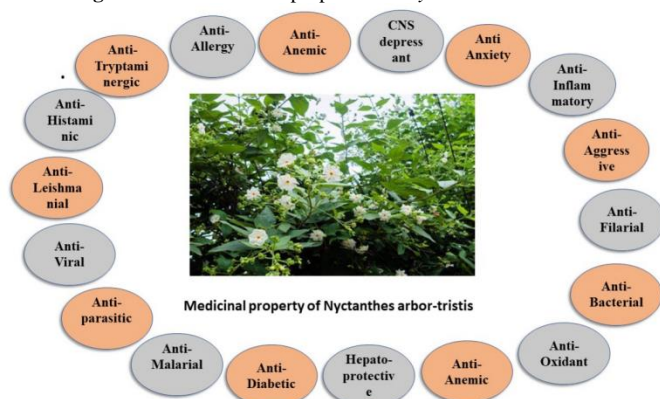 Anti-
Allergy
Anti-
Anemic
CNS
depress
ant
Anti
Anxiety
Anti-
Inflam
matory
Anti-
Aggress
ive
Anti-
Filarial
Anti-
Bacterial
Anti-
Oxidant
Anti-
Anemic
Hepato-
protectiv
e
Anti-
Diabetic
Anti-
Malarial
Anti-
parasitic
Anti-
Viral
Anti-
Leishma
nial
Anti-
Histami
nic
Anti-
Tryptami
nergic
Medicinal property of Nyctanthes arbor-tristis